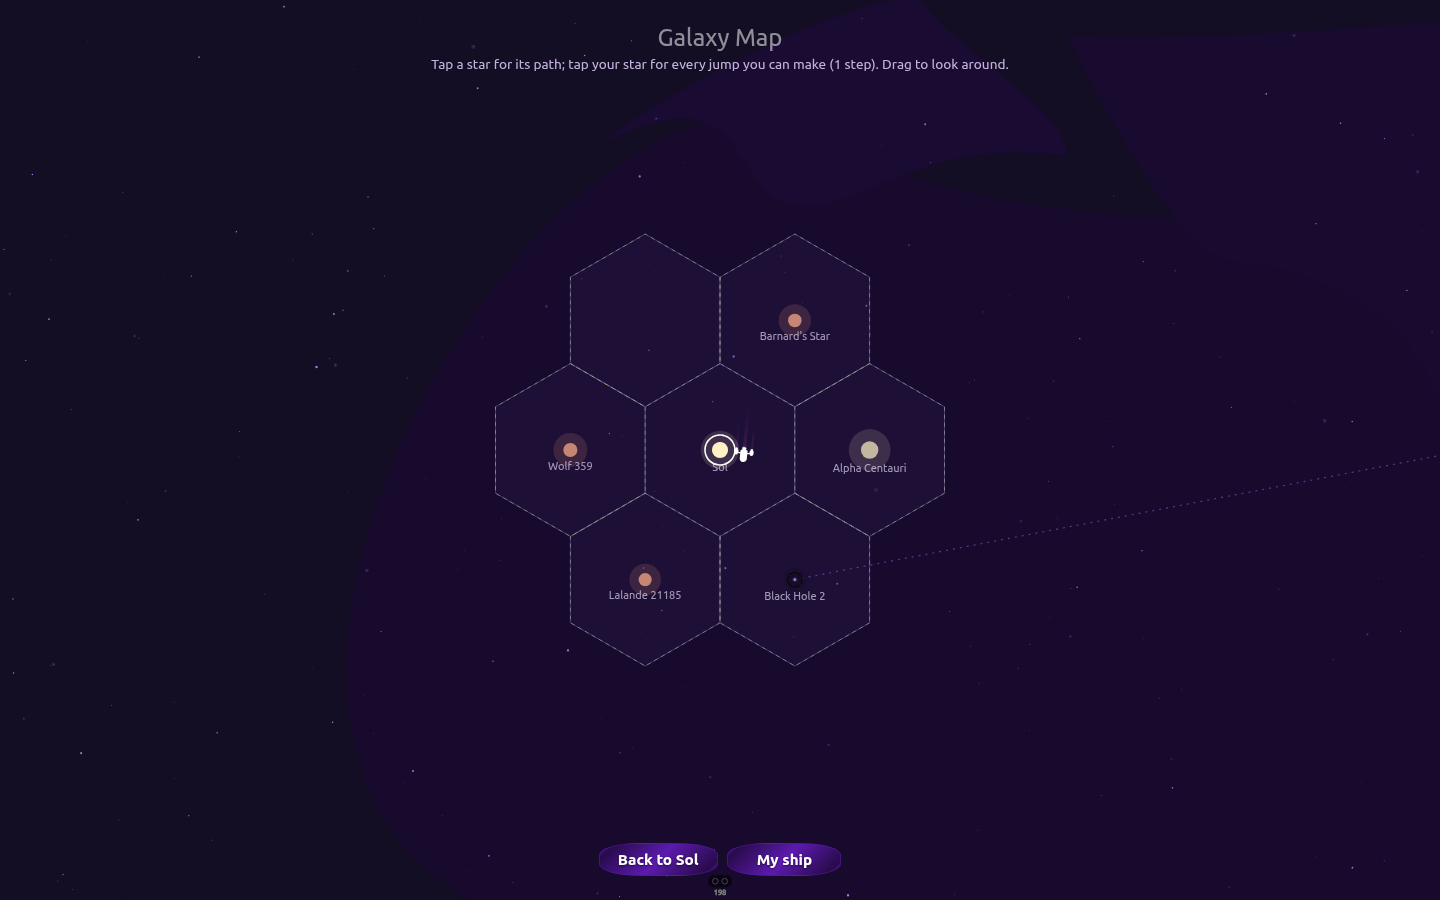 Galaxy Map
Tap a star for its path; tap your star for every jump you can make (1 step). Drag to look around.
Barnard's Star
Wolf 359
Sol
Alpha Centauri
Lalande 21185
Black Hole 2
Back to Sol
My ship
198